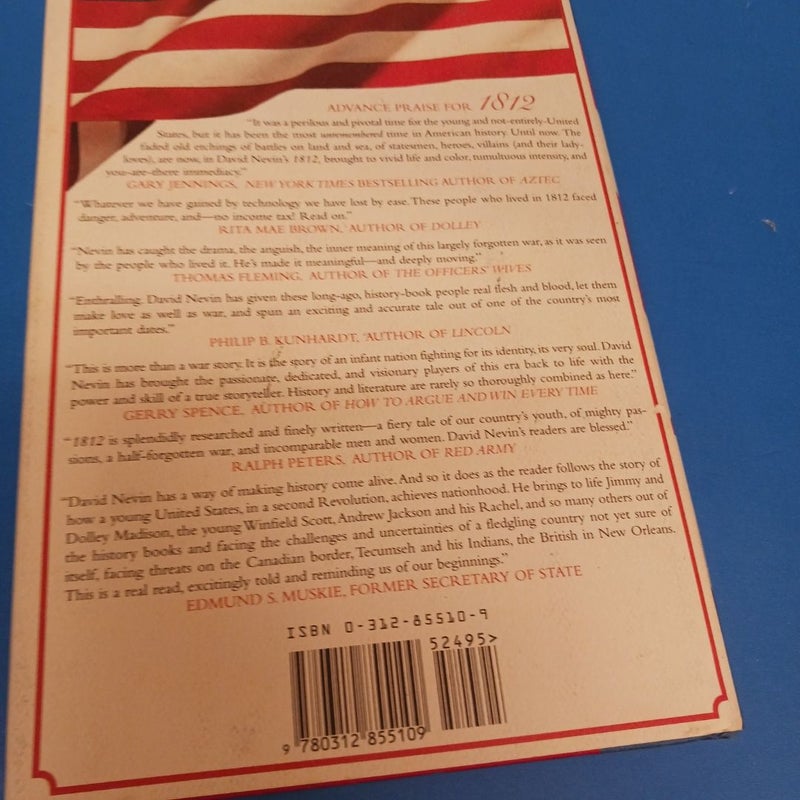 ADVANCE PRAISE FOR 1812
"It was a perilous and pivotal time for the young and not-entirely-United
States, but it has been the most unremembered time in American history. Until now. The
faded old etchings of battles on land and sea, of statesmen, heroes, villains (and their lady-
loves), are now, in David Nevin's 1812, brought to vivid life and color, tumultuous intensity, and
you-are-there immediacy."
GARY JENNINGS, NEW YORK TIMES BESTSELLING AUTHOR OF AZTEC
"Whatever we have gained by technology we have lost by ease. These people who lived in 1812 faced
danger, adventure, and—no income tax! Read on."
RITA MAE BROWN, AUTHOR OF DOLLEY
"Nevin has caught the drama, the anguish, the inner meaning of this largely forgotten war, as it was seen
by the people who lived it. He's made it meaningful—and deeply moving."
THOMAS FLEMING, AUTHOR OF THE OFFICERS' WIVES
"Enthralling. David Nevin has given these long-ago, history-book people real flesh and blood, let them
make love as well as war, and spun an exciting and accurate tale out of one of the country's most
important dates."
PHILIP B. KUNHARDT, AUTHOR OF LINCOLN
"This is more than a war story. It is the story of an infant nation fighting for its identity, its very soul. David
Nevin has brought the passionate, dedicated, and visionary players of this era back to life with the
power and skill of a true storyteller. History and literature are rarely so thoroughly combined as here."
GERRY SPENCE, AUTHOR OF HOW TO ARGUE AND WIN EVERY TIME
"1812 is splendidly researched and finely written—a fiery tale of our country's youth, of mighty pas-
sions, a half-forgotten war, and incomparable men and women. David Nevin's readers are blessed."
RALPH PETERS, AUTHOR OF RED ARMY
"David Nevin has a way of making history come alive. And so it does as the reader follows the story of
how a young United States, in a second Revolution, achieves nationhood. He brings to life Jimmy and
Dolley Madison, the young Winfield Scott, Andrew Jackson and his Rachel, and so many others out of
the history books and facing the challenges and uncertainties of a fledgling country not yet sure of
itself, facing threats on the Canadian border, Tecumseh and his Indians, the British in New Orleans.
This is a real read, excitingly told and reminding us of our beginnings."
EDMUND S. MUSKIE, FORMER SECRETARY OF STATE
ISBN 0-312-85510-9
52495>
9 780312 855109